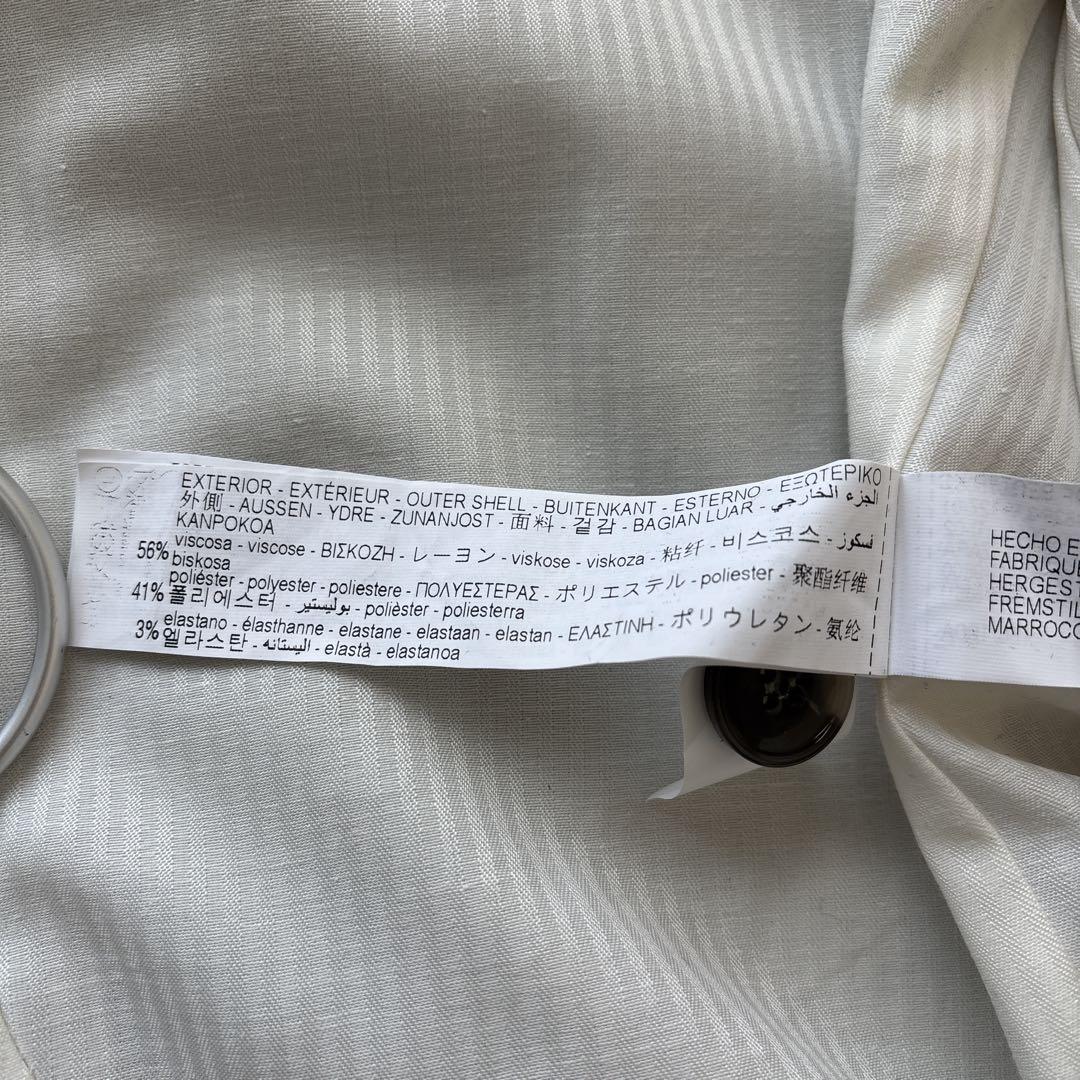 EXTERIOR - EXTÉRIEUR - OUTER SHELL - BUITENKANT - ESTERNO - ΕΞΩΤΕΡΙΚΟ
外側 - AUSSEN - YDRE - ZUNANJOST - 面料 - 겉감 - BAGIAN LUAR - الجزء الخارجي
KANPOKOA
56% viscosa - viscose - ΒΙΣΚΟΖΗ - レーヨン - viskose - viskoza - 粘纤 - 비스코스 - فسكوز
biskosa
41% poliéster - polyester - poliestere - ΠΟΛΥΕΣΤΕΡΑΣ - ポリエステル - poliester - 聚酯纤维
폴리에스터 - بوليستير - polièster - poliesterra
3% elastano - élasthanne - elastane - elastaan - elastan - ΕΛΑΣΤΙΝΗ - ポリウレタン - 氨纶
엘라스탄 - اليستانه - elastà - elastanoa
HECHO E
FABRIQUE
HERGEST
FREMSTIL
MARROCO